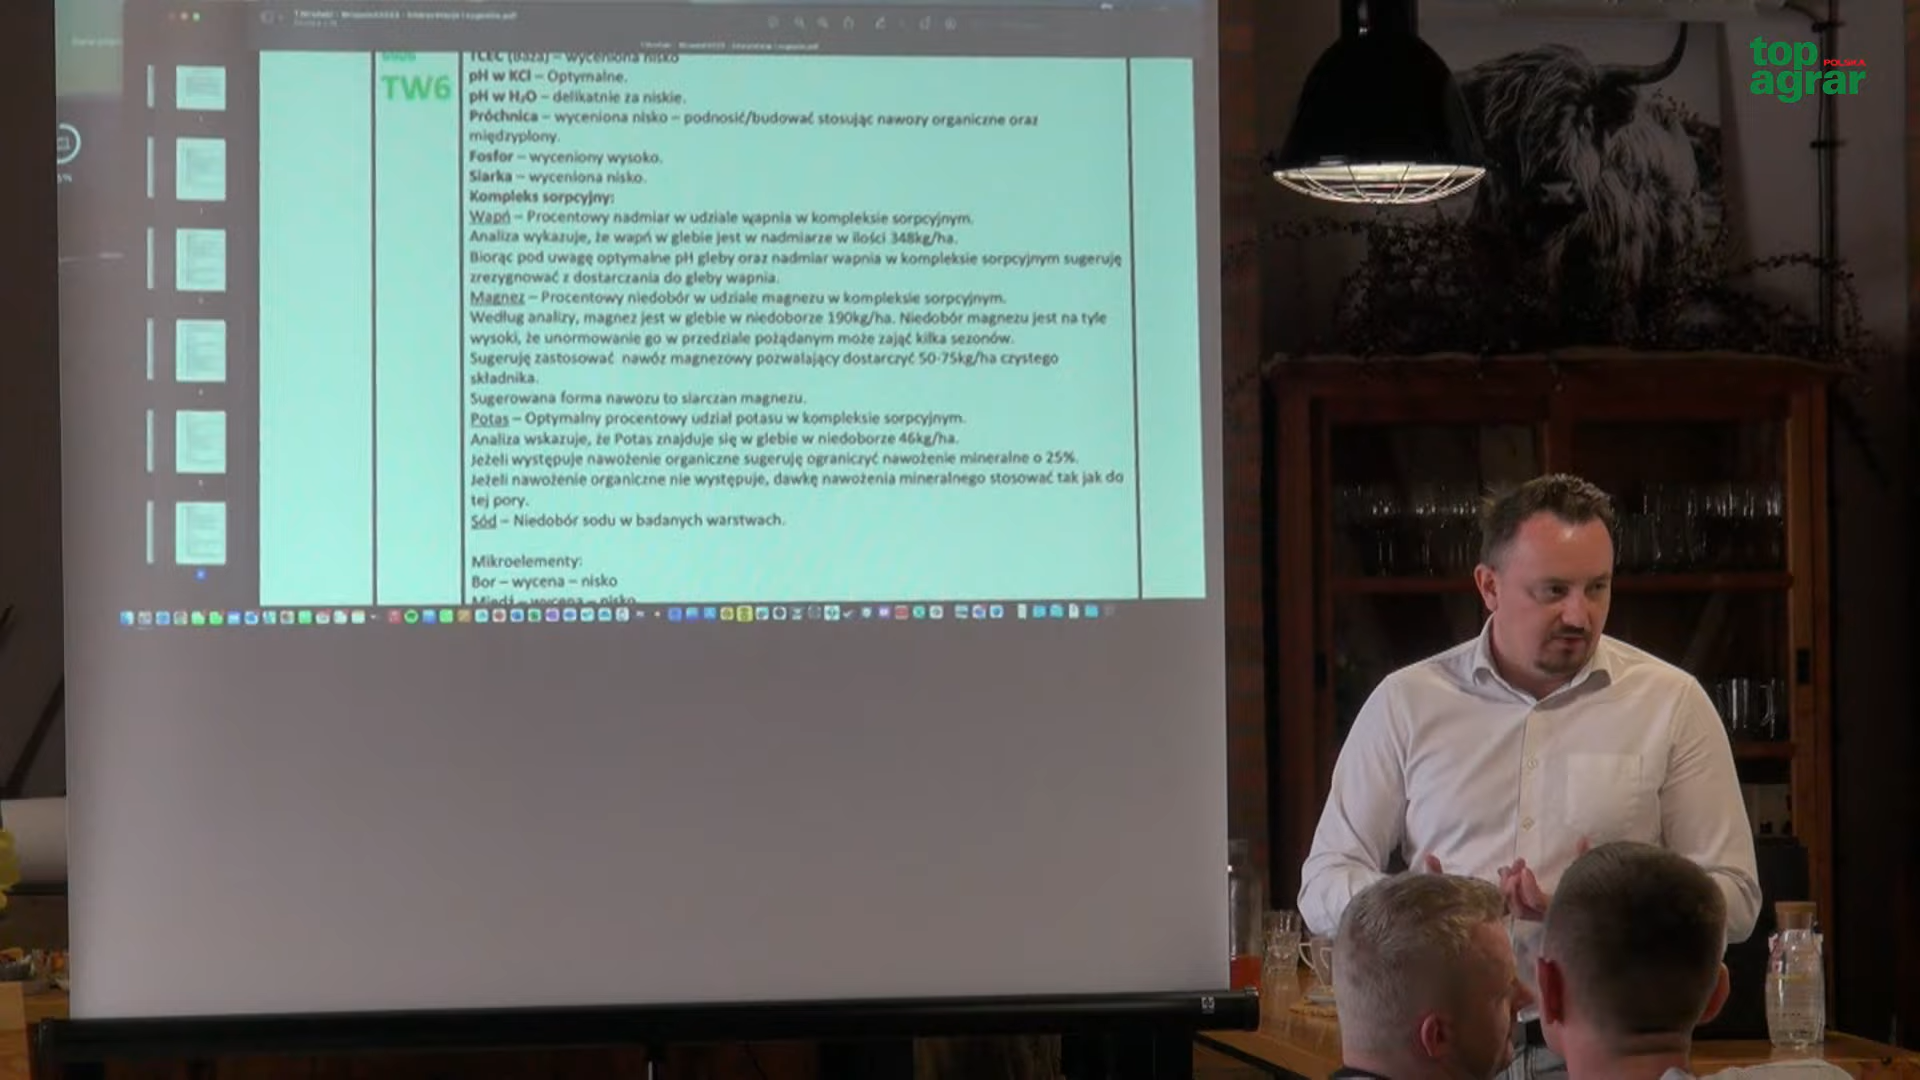 top
POLSKA
agrar
TW6
TCEC (Baza) – wyceniona nisko
pH w KCl – Optymalne.
pH w H₂O – delikatnie za niskie.
Próchnica – wyceniona nisko – podnosić/budować stosując nawozy organiczne oraz
międzyplony.
Fosfor – wyceniony wysoko.
Siarka – wyceniona nisko.
Kompleks sorpcyjny:
Wapń – Procentowy nadmiar w udziale wapnia w kompleksie sorpcyjnym.
Analiza wykazuje, że wapń w glebie jest w nadmiarze w ilości 348kg/ha.
Biorąc pod uwagę optymalne pH gleby oraz nadmiar wapnia w kompleksie sorpcyjnym sugeruję
zrezygnować z dostarczania do gleby wapnia.
Magnez – Procentowy niedobór w udziale magnezu w kompleksie sorpcyjnym.
Według analizy, magnez jest w glebie w niedoborze 190kg/ha. Niedobór magnezu jest na tyle
wysoki, że unormowanie go w przedziale pożądanym może zająć kilka sezonów.
Sugeruję zastosować nawóz magnezowy pozwalający dostarczyć 50-75kg/ha czystego
składnika.
Sugerowana forma nawozu to siarczan magnezu.
Potas – Optymalny procentowy udział potasu w kompleksie sorpcyjnym.
Analiza wskazuje, że Potas znajduje się w glebie w niedoborze 46kg/ha.
Jeżeli występuje nawożenie organiczne sugeruję ograniczyć nawożenie mineralne o 25%.
Jeżeli nawożenie organiczne nie występuje, dawkę nawożenia mineralnego stosować tak jak do
tej pory.
Sód – Niedobór sodu w badanych warstwach.
Mikroelementy:
Bor – wycena – nisko
Miedź – wycena – nisko